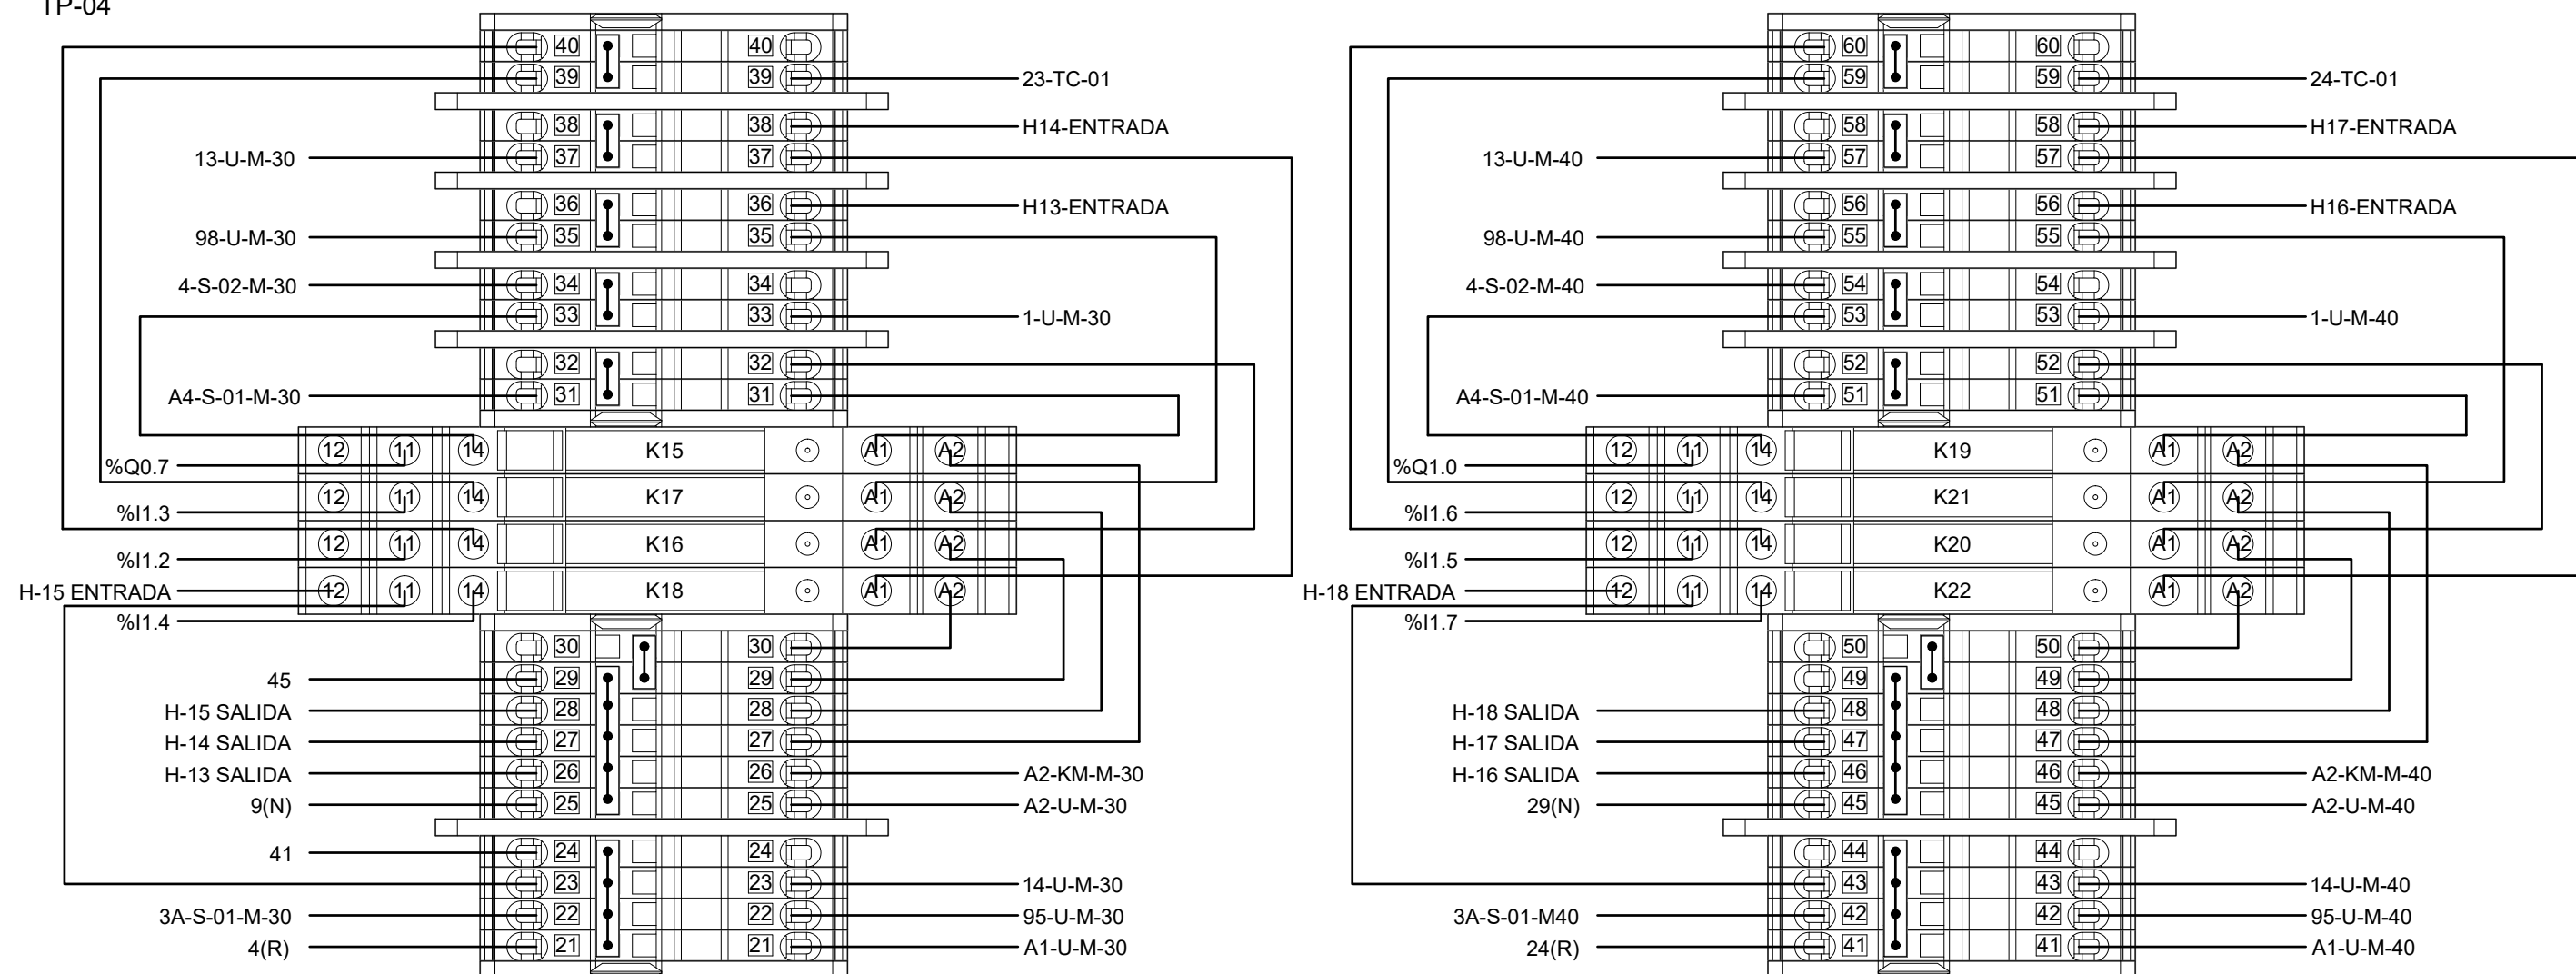 TP-04
40 40
39 39 23-TC-01
38 38 H14-ENTRADA
13-U-M-30 37 37
36 36 H13-ENTRADA
98-U-M-30 35 35
4-S-02-M-30 34 34
33 33 1-U-M-30
32 32
A4-S-01-M-30 31 31
12 11 14 K15 A1 A2
%Q0.7
12 11 14 K17 A1 A2
%I1.3
12 11 14 K16 A1 A2
%I1.2
H-15 ENTRADA 12 11 14 K18 A1 A2
%I1.4
30 30
45 29 29
H-15 SALIDA 28 28
H-14 SALIDA 27 27
H-13 SALIDA 26 26 A2-KM-M-30
9(N) 25 25 A2-U-M-30
41 24 24
23 23 14-U-M-30
3A-S-01-M-30 22 22 95-U-M-30
4(R) 21 21 A1-U-M-30
60 60
59 59 24-TC-01
58 58 H17-ENTRADA
13-U-M-40 57 57
56 56 H16-ENTRADA
98-U-M-40 55 55
4-S-02-M-40 54 54
53 53 1-U-M-40
52 52
A4-S-01-M-40 51 51
12 11 14 K19 A1 A2
%Q1.0
12 11 14 K21 A1 A2
%I1.6
12 11 14 K20 A1 A2
%I1.5
H-18 ENTRADA 12 11 14 K22 A1 A2
%I1.7
50 50
49 49
H-18 SALIDA 48 48
H-17 SALIDA 47 47
H-16 SALIDA 46 46 A2-KM-M-40
29(N) 45 45 A2-U-M-40
44 44
43 43 14-U-M-40
3A-S-01-M40 42 42 95-U-M-40
24(R) 41 41 A1-U-M-40